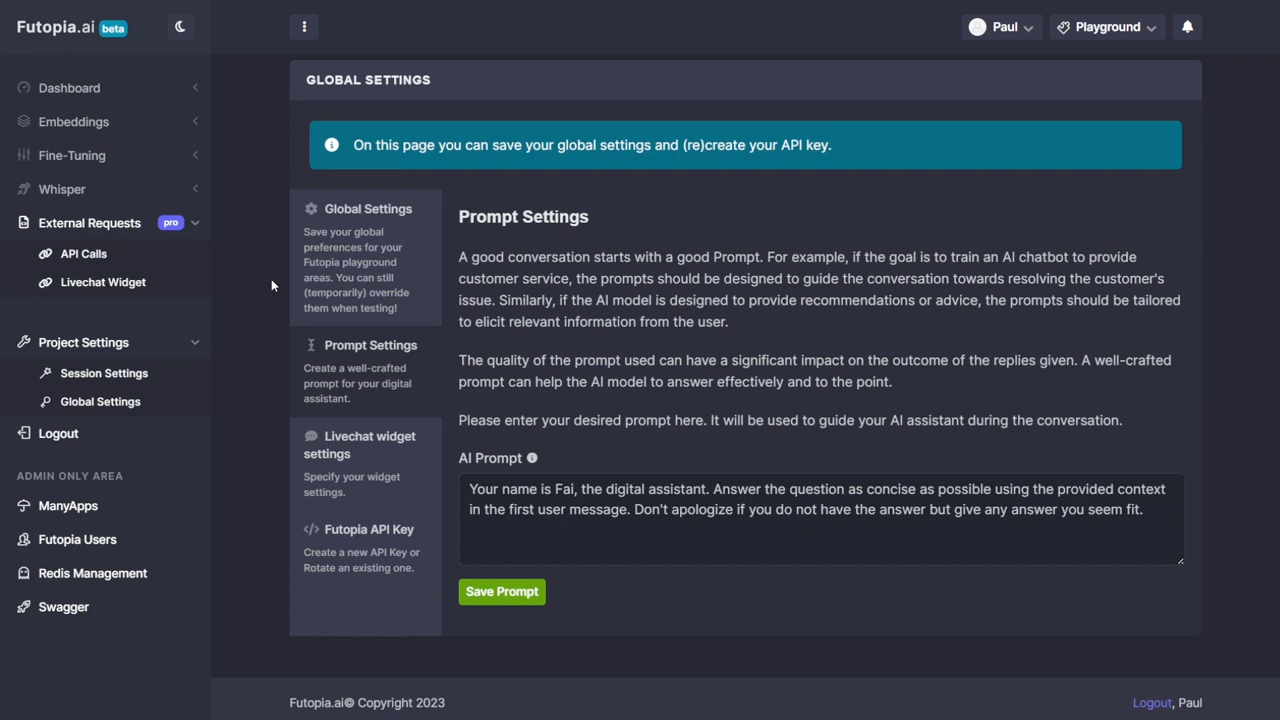 Futopia.ai beta
Paul
Playground
Dashboard
Embeddings
Fine-Tuning
Whisper
External Requests pro
API Calls
Livechat Widget
Project Settings
Session Settings
Global Settings
Logout
ADMIN ONLY AREA
ManyApps
Futopia Users
Redis Management
Swagger
GLOBAL SETTINGS
On this page you can save your global settings and (re)create your API key.
Global Settings
Save your global
preferences for your
Futopia playground
areas. You can still
(temporarily) override
them when testing!
Prompt Settings
Create a well-crafted
prompt for your digital
assistant.
Livechat widget
settings
Specify your widget
settings.
</> Futopia API Key
Create a new API Key or
Rotate an existing one.
Prompt Settings
A good conversation starts with a good Prompt. For example, if the goal is to train an AI chatbot to provide
customer service, the prompts should be designed to guide the conversation towards resolving the customer's
issue. Similarly, if the AI model is designed to provide recommendations or advice, the prompts should be tailored
to elicit relevant information from the user.
The quality of the prompt used can have a significant impact on the outcome of the replies given. A well-crafted
prompt can help the AI model to answer effectively and to the point.
Please enter your desired prompt here. It will be used to guide your AI assistant during the conversation.
AI Prompt
Your name is Fai, the digital assistant. Answer the question as concise as possible using the provided context
in the first user message. Don't apologize if you do not have the answer but give any answer you seem fit.
Save Prompt
Futopia.ai© Copyright 2023
Logout, Paul